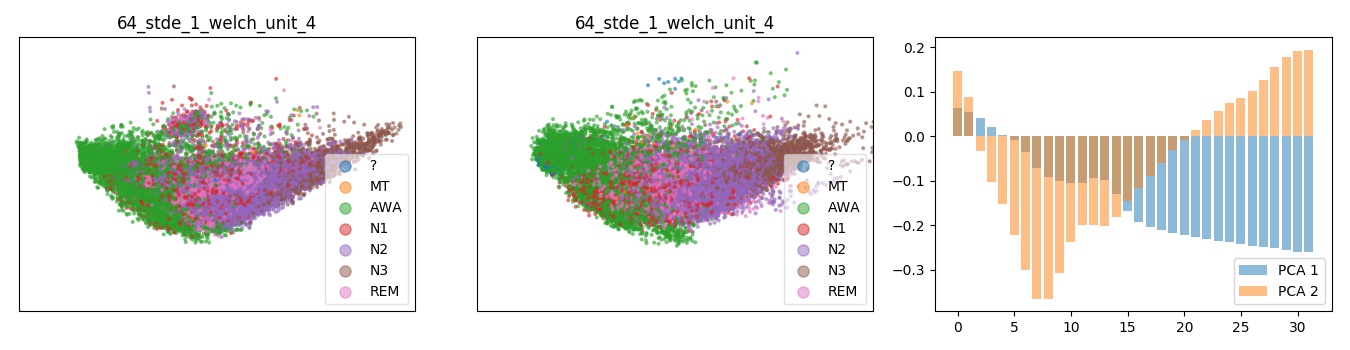 64_stde_1_welch_unit_4
?
MT
AWA
N1
N2
N3
REM
64_stde_1_welch_unit_4
?
MT
AWA
N1
N2
N3
REM
0.2
0.1
0.0
−0.1
−0.2
−0.3
0 5 10 15 20 25 30
PCA 1
PCA 2